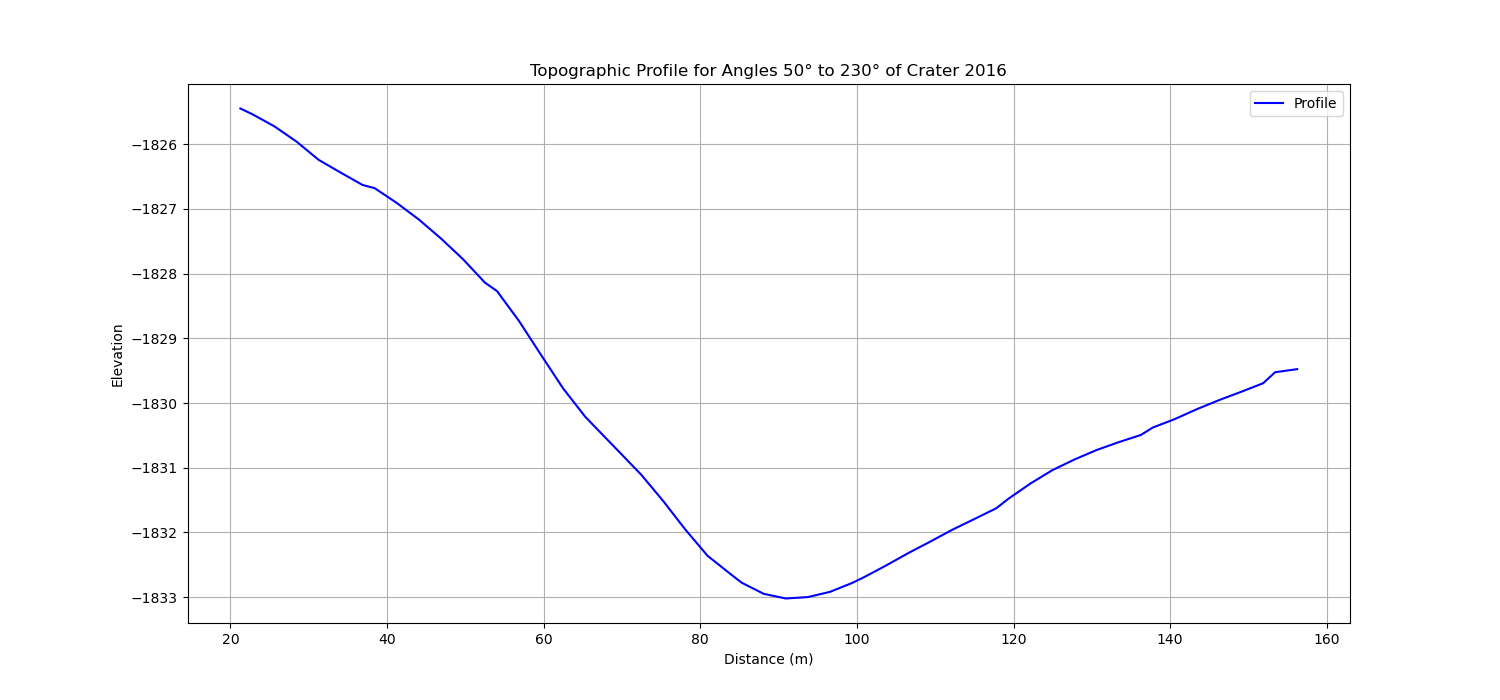 Topographic Profile for Angles 50° to 230° of Crater 2016
Profile
−1826
−1827
−1828
−1829
−1830
−1831
−1832
−1833
Elevation
20 40 60 80 100 120 140 160
Distance (m)